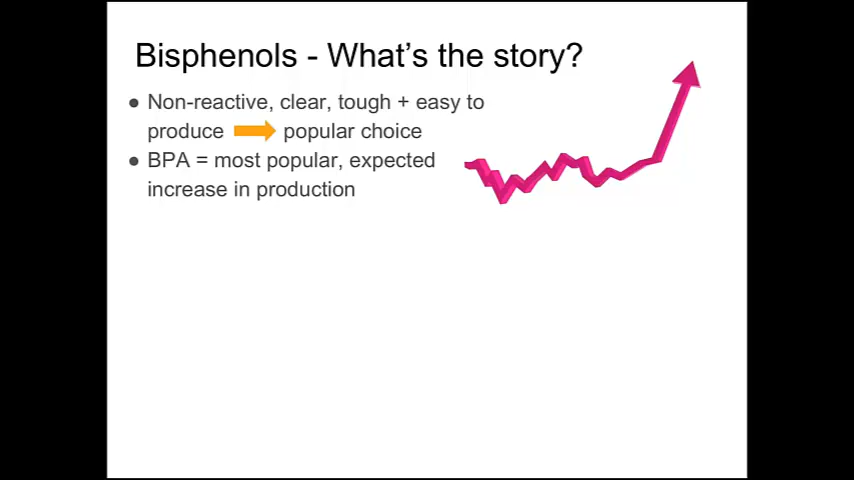 Bisphenols - What's the story?
● Non-reactive, clear, tough + easy to
produce popular choice
● BPA = most popular, expected
increase in production